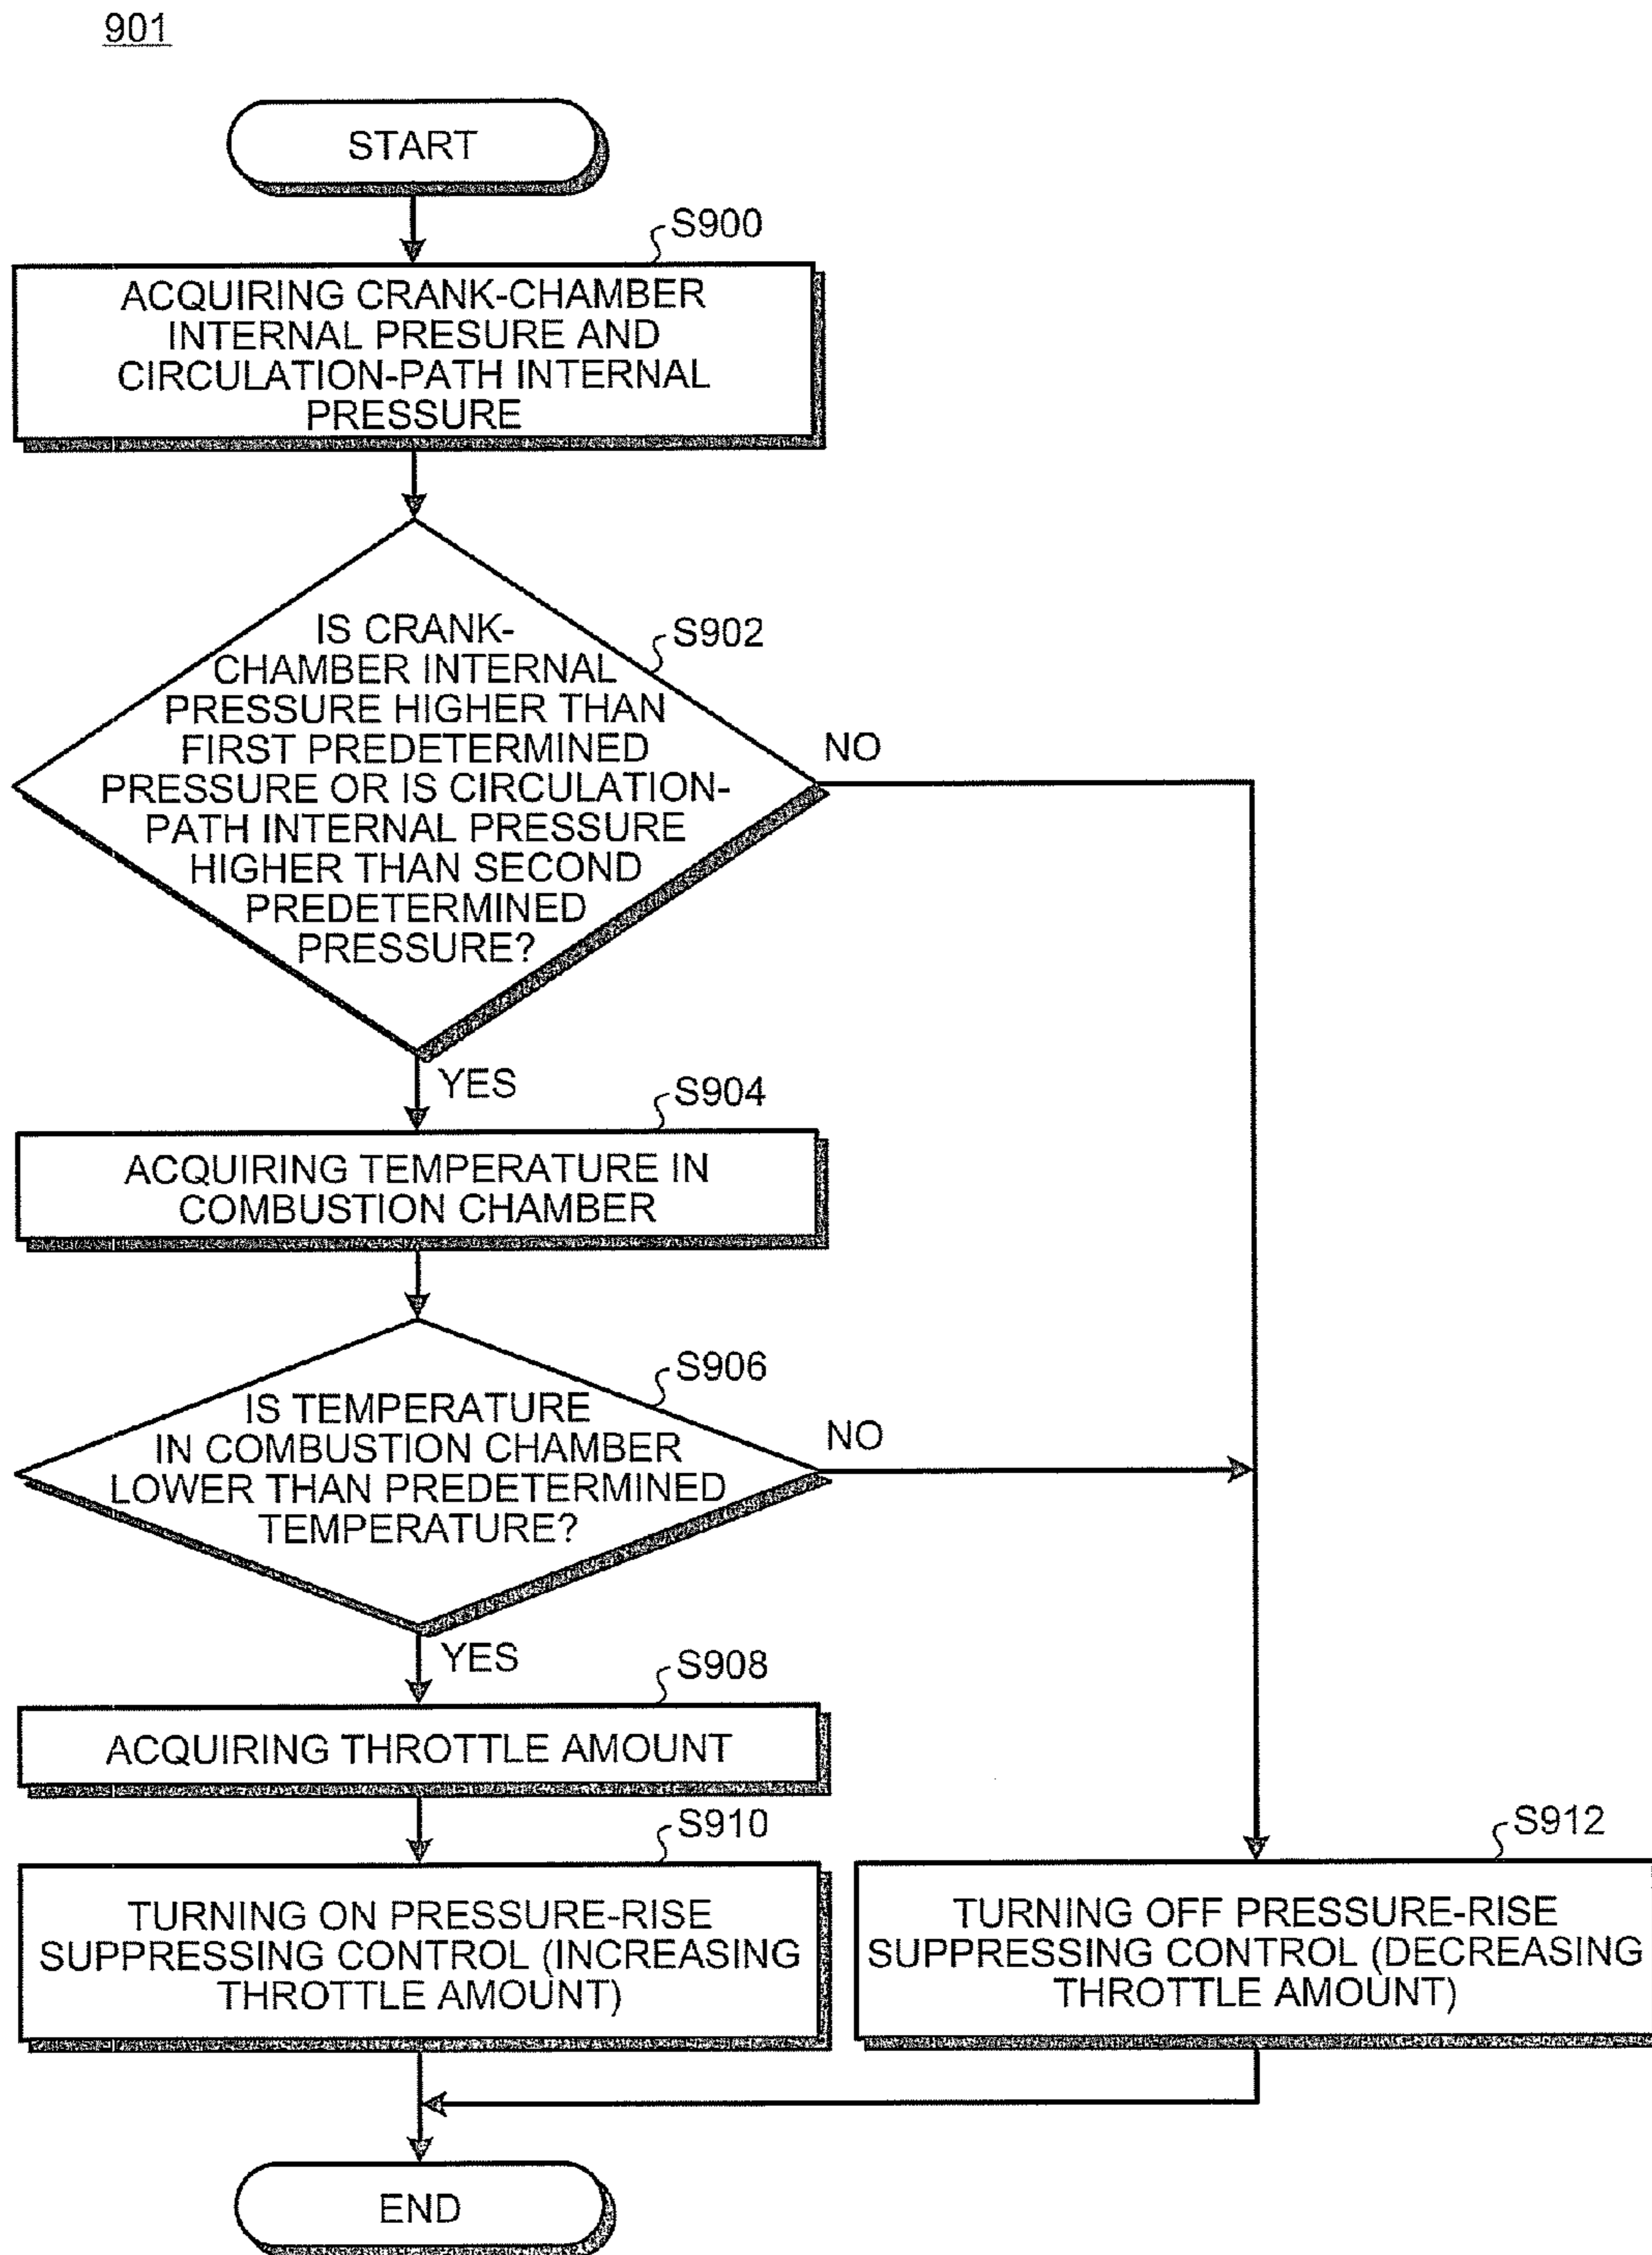 901
START
S900
ACQUIRING CRANK-CHAMBER
INTERNAL PRESURE AND
CIRCULATION-PATH INTERNAL
PRESSURE
S902
IS CRANK-
CHAMBER INTERNAL
PRESSURE HIGHER THAN
FIRST PREDETERMINED
PRESSURE OR IS CIRCULATION-
PATH INTERNAL PRESSURE
HIGHER THAN SECOND
PREDETERMINED
PRESSURE?
NO
YES
S904
ACQUIRING TEMPERATURE IN
COMBUSTION CHAMBER
S906
IS TEMPERATURE
IN COMBUSTION CHAMBER
LOWER THAN PREDETERMINED
TEMPERATURE?
NO
YES
S908
ACQUIRING THROTTLE AMOUNT
S910
TURNING ON PRESSURE-RISE
SUPPRESSING CONTROL (INCREASING
THROTTLE AMOUNT)
S912
TURNING OFF PRESSURE-RISE
SUPPRESSING CONTROL (DECREASING
THROTTLE AMOUNT)
END